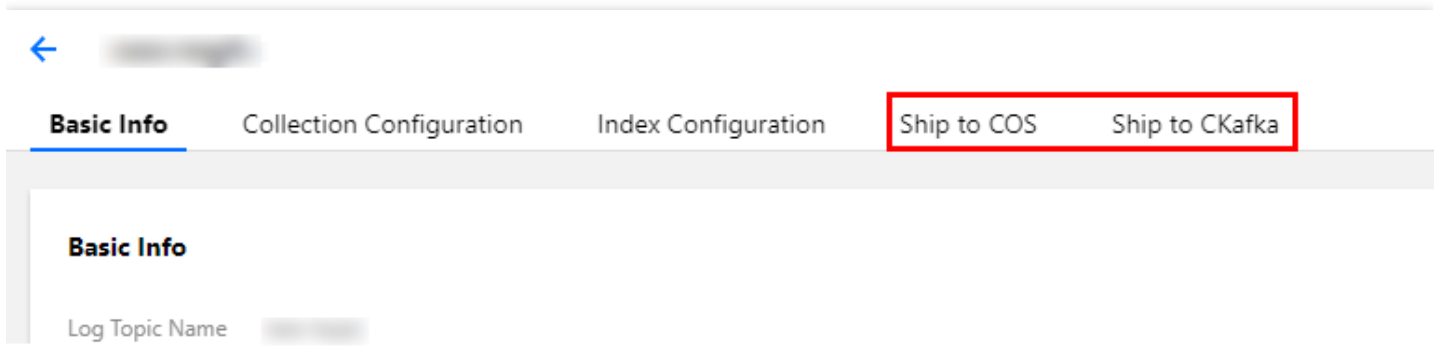 Basic Info Collection Configuration Index Configuration Ship to COS Ship to CKafka
Basic Info
Log Topic Name